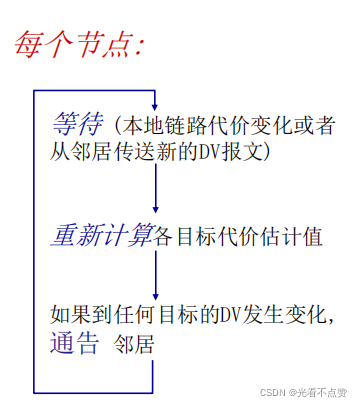 每个节点:
等待 (本地链路代价变化或者
从邻居传送新的DV报文)
重新计算各目标代价估计值
如果到任何目标的DV发生变化,
通告 邻居
CSDN @光看不点赞